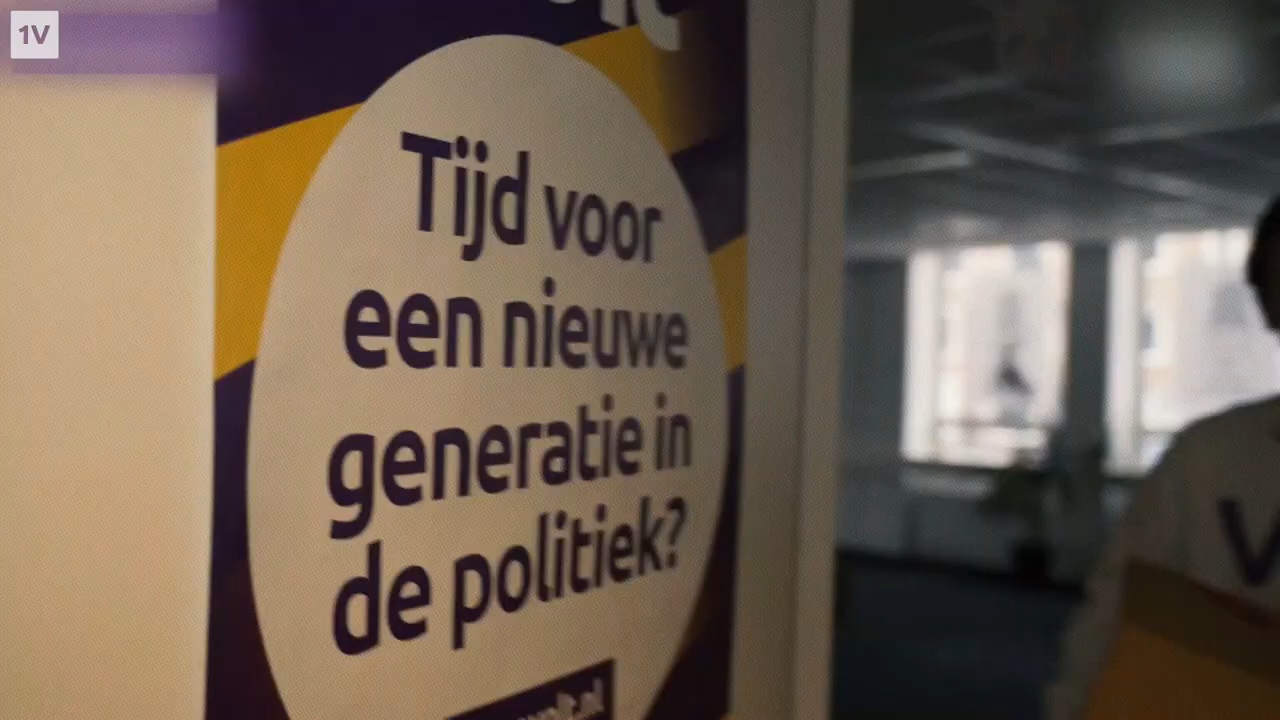 1V
Tijd voor
een nieuwe
generatie in
de politiek?
V